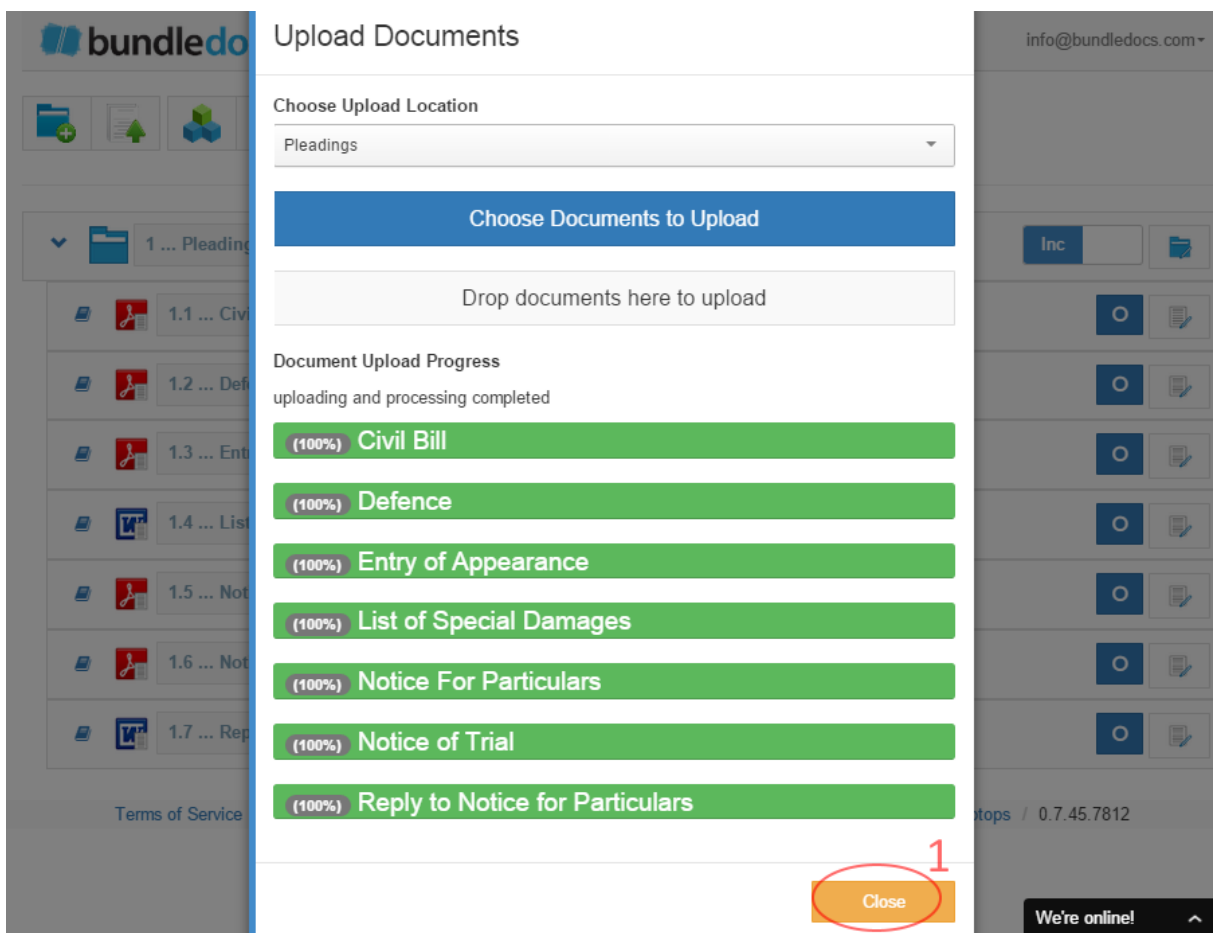 bundledo
Upload Documents
info@bundledocs.com
Choose Upload Location
Pleadings
Choose Documents to Upload
1 ... Pleading
Inc
Drop documents here to upload
1.1 ... Civi
O
Document Upload Progress
1.2 ... Def
O
uploading and processing completed
(100%) Civil Bill
1.3 ... Ent
O
(100%) Defence
1.4 ... List
O
(100%) Entry of Appearance
1.5 ... Not
O
(100%) List of Special Damages
1.6 ... Not
O
(100%) Notice For Particulars
1.7 ... Rep
O
(100%) Notice of Trial
(100%) Reply to Notice for Particulars
Terms of Service
tops / 0.7.45.7812
1
Close
We're online!